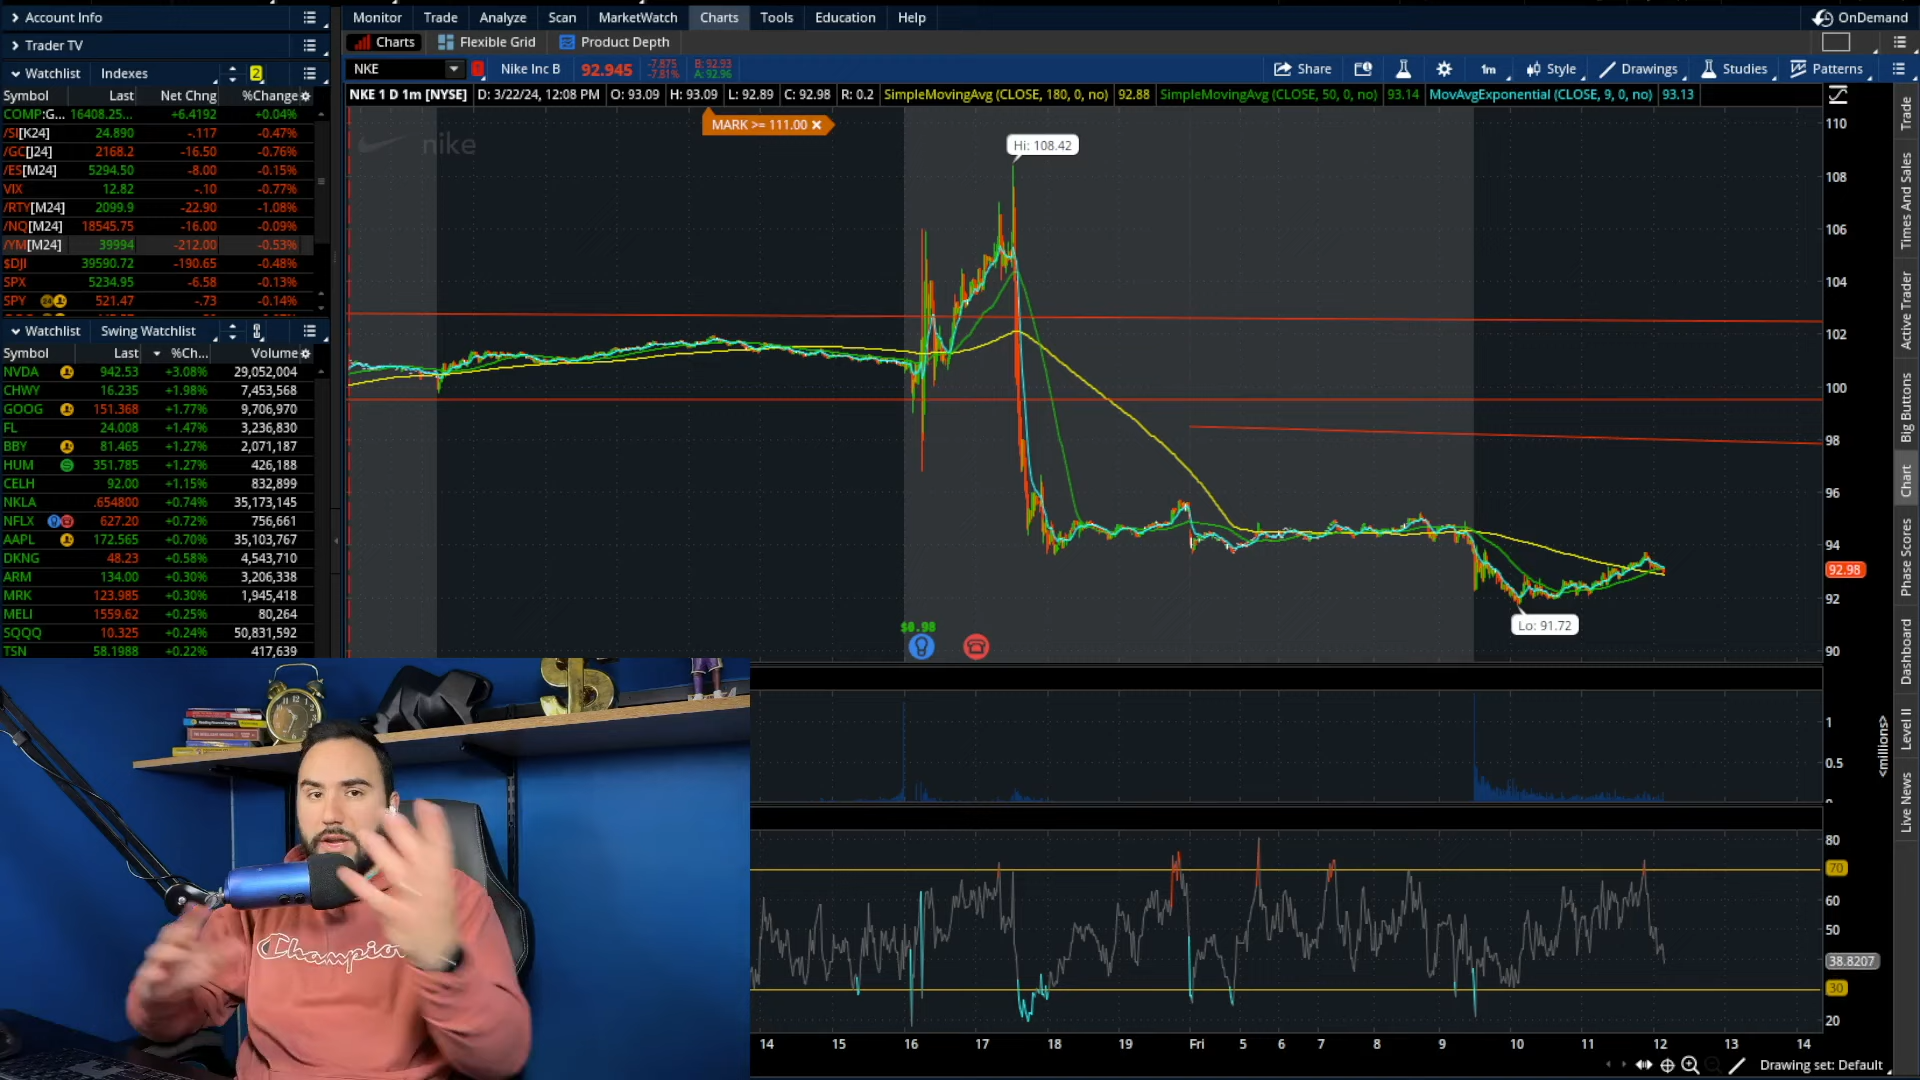 Account Info
Trader TV
Watchlist Indexes 2
Symbol Last Net Chng %Change
COMP:G... 16408.25... +6.4192 +0.04%
/SI[K24] 24.890 -.117 -0.47%
/GC[J24] 2168.2 -16.50 -0.76%
/ES[M24] 5294.50 -8.00 -0.15%
VIX 12.82 -.10 -0.77%
/RTY[M24] 2099.9 -22.90 -1.08%
/NQ[M24] 18545.75 -16.00 -0.09%
/YM[M24] 39994 -212.00 -0.53%
$DJI 39590.72 -190.65 -0.48%
SPX 5234.95 -6.58 -0.13%
SPY 521.47 -.73 -0.14%
Watchlist Swing Watchlist
Symbol Last %Ch... Volume
NVDA 942.53 +3.08% 29,052,004
CHWY 16.235 +1.98% 7,453,568
GOOG 151.368 +1.77% 9,706,970
FL 24.008 +1.47% 3,236,830
BBY 81.465 +1.27% 2,071,187
HUM 351.785 +1.27% 426,188
CELH 92.00 +1.15% 832,899
NKLA .654800 +0.74% 35,173,145
NFLX 627.20 +0.72% 756,661
AAPL 172.565 +0.70% 35,103,767
DKNG 48.23 +0.58% 4,543,710
ARM 134.00 +0.30% 3,206,338
MRK 123.985 +0.30% 1,945,418
MELI 1559.62 +0.25% 80,264
SQQQ 10.325 +0.24% 50,831,592
TSN 58.1988 +0.22% 417,639
Monitor Trade Analyze Scan MarketWatch Charts Tools Education Help
OnDemand
Charts Flexible Grid Product Depth
NKE Nike Inc B 92.945 -7.875 -7.81% B: 92.93 A: 92.96
Share 1m Style Drawings Studies Patterns
NKE 1 D 1m [NYSE] D: 3/22/24, 12:08 PM O: 93.09 H: 93.09 L: 92.89 C: 92.98 R: 0.2 SimpleMovingAvg (CLOSE, 180, 0, no) 92.88 SimpleMovingAvg (CLOSE, 50, 0, no) 93.14 MovAvgExponential (CLOSE, 9, 0, no) 93.13
MARK >= 111.00
nike
Hi: 108.42
Lo: 91.72
$0.98
110
108
106
104
102
100
98
96
94
92.98
92
90
1
0.5
0
<millions>
80
70
60
50
38.8207
30
20
14 15 16 17 18 19 Fri 5 6 7 8 9 10 11 12 13 14
Drawing set: Default
Trade
Times And Sales
Active Trader
Big Buttons
Chart
Phase Scores
Dashboard
Level II
Live News
Champion